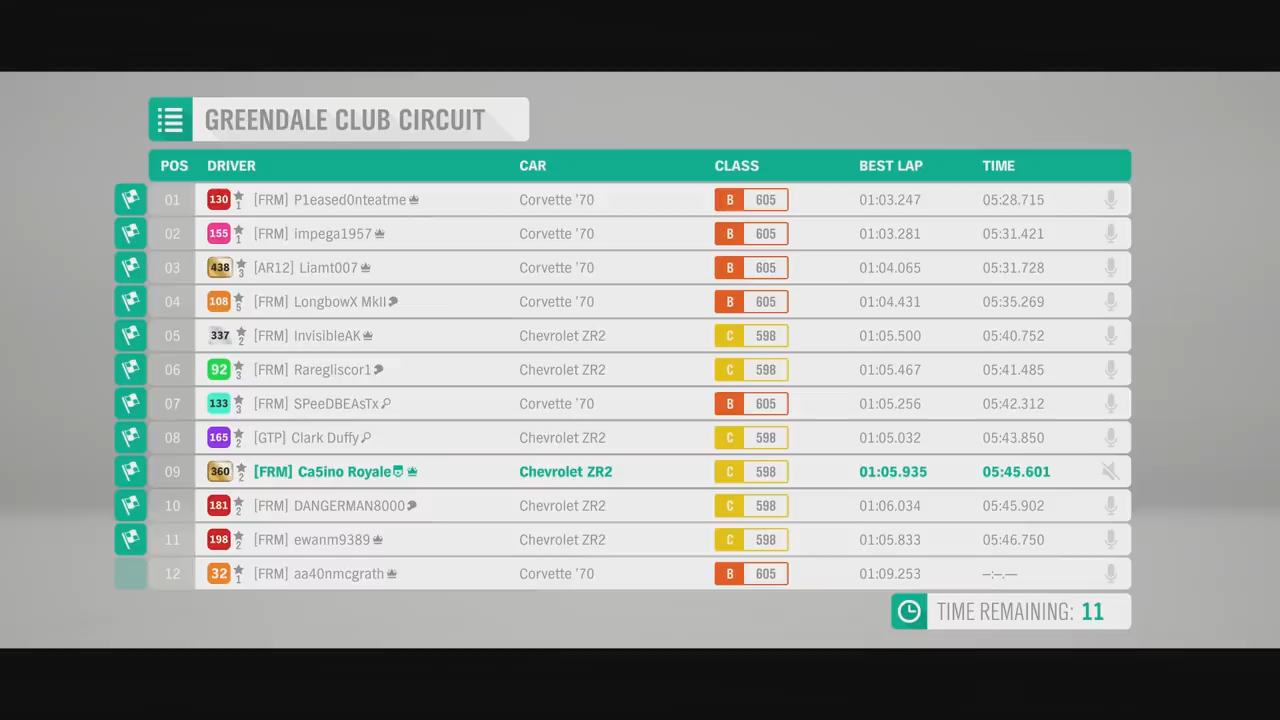 GREENDALE CLUB CIRCUIT
POS DRIVER CAR CLASS BEST LAP TIME
01 130 1 [FRM] P1eased0nteatme Corvette '70 B 605 01:03.247 05:28.715
02 155 1 [FRM] impega1957 Corvette '70 B 605 01:03.281 05:31.421
03 438 3 [AR12] Liamt007 Corvette '70 B 605 01:04.065 05:31.728
04 108 5 [FRM] LongbowX MkII Corvette '70 B 605 01:04.431 05:35.269
05 337 2 [FRM] InvisibleAK Chevrolet ZR2 C 598 01:05.500 05:40.752
06 92 3 [FRM] Raregliscor1 Chevrolet ZR2 C 598 01:05.467 05:41.485
07 133 3 [FRM] SPeeDBEAsTx Corvette '70 B 605 01:05.256 05:42.312
08 165 2 [GTP] Clark Duffy Chevrolet ZR2 C 598 01:05.032 05:43.850
09 360 2 [FRM] Ca5ino Royale Chevrolet ZR2 C 598 01:05.935 05:45.601
10 181 2 [FRM] DANGERMAN8000 Chevrolet ZR2 C 598 01:06.034 05:45.902
11 198 2 [FRM] ewanm9389 Chevrolet ZR2 C 598 01:05.833 05:46.750
12 32 1 [FRM] aa40nmcgrath Corvette '70 B 605 01:09.253 –:–.––
TIME REMAINING: 11